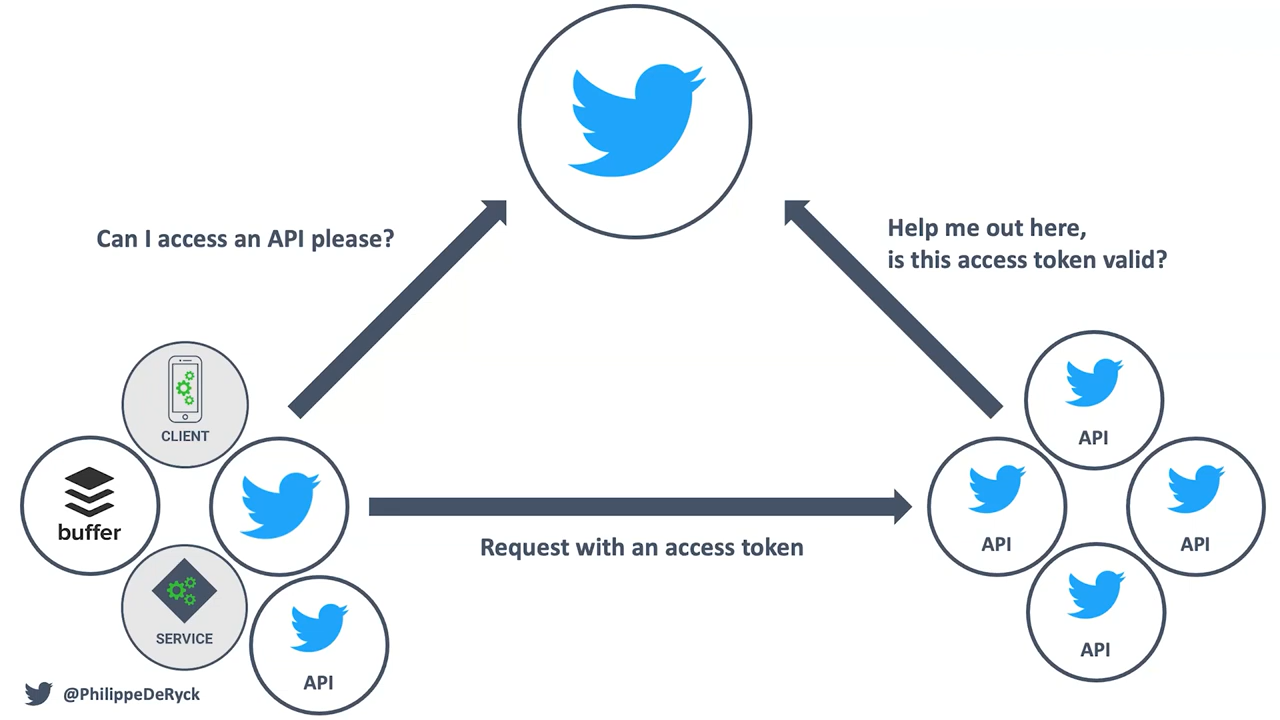 Can I access an API please?
Help me out here,
is this access token valid?
CLIENT
buffer
SERVICE
API
Request with an access token
API
API
API
API
@PhilippeDeRyck